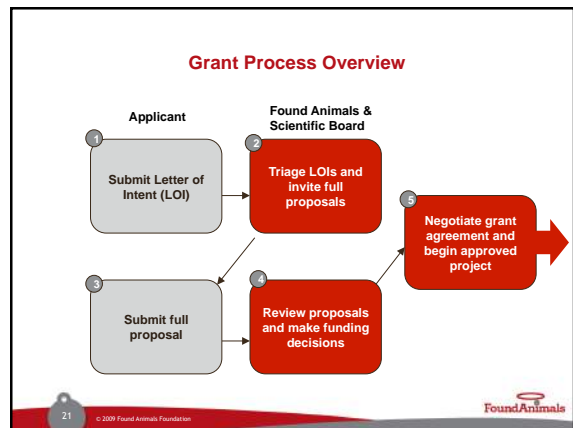 Grant Process Overview
Applicant
Found Animals &
Scientific Board
1
Submit Letter of
Intent (LOI)
2
Triage LOIs and
invite full
proposals
3
Submit full
proposal
4
Review proposals
and make funding
decisions
5
Negotiate grant
agreement and
begin approved
project
21
© 2009 Found Animals Foundation
FoundAnimals